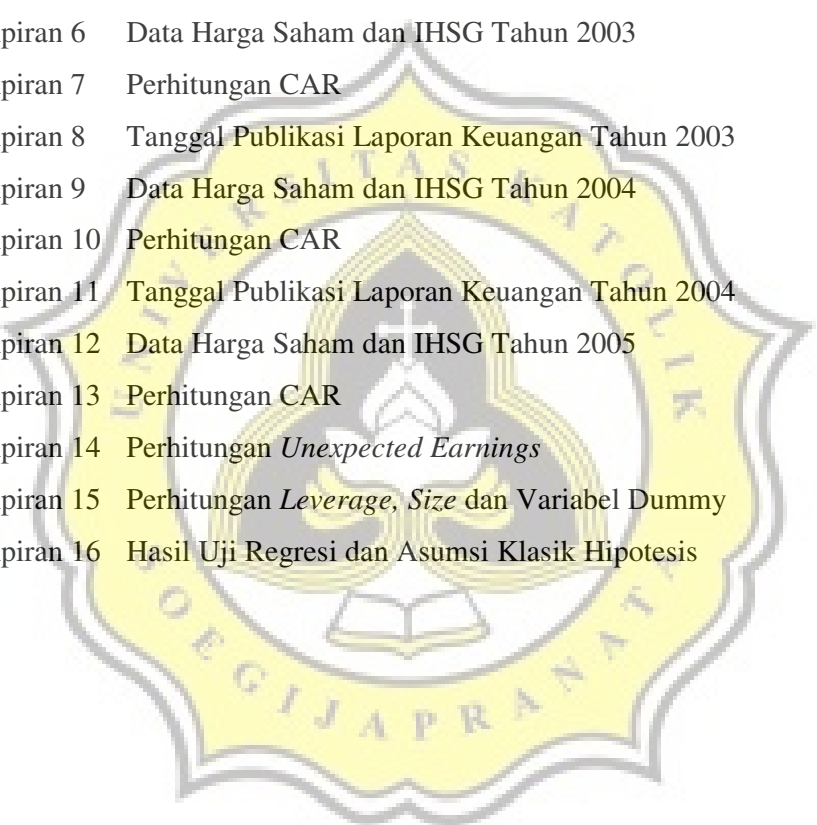 piran 6 Data Harga Saham dan IHSG Tahun 2003
piran 7 Perhitungan CAR
piran 8 Tanggal Publikasi Laporan Keuangan Tahun 2003
piran 9 Data Harga Saham dan IHSG Tahun 2004
piran 10 Perhitungan CAR
piran 11 Tanggal Publikasi Laporan Keuangan Tahun 2004
piran 12 Data Harga Saham dan IHSG Tahun 2005
piran 13 Perhitungan CAR
piran 14 Perhitungan Unexpected Earnings
piran 15 Perhitungan Leverage, Size dan Variabel Dummy
piran 16 Hasil Uji Regresi dan Asumsi Klasik Hipotesis
UNIVERSITAS KATOLIK
SOEGIJAPRANATA